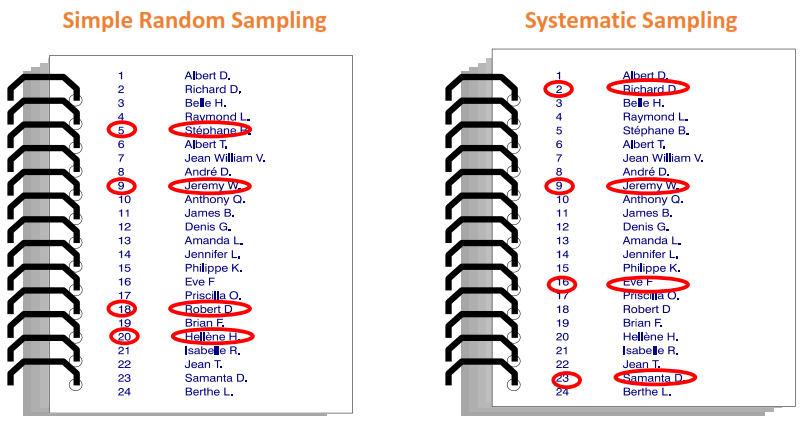 Simple Random Sampling
1 Albert D.
2 Richard D.
3 Belle H.
4 Raymond L.
5 Stéphane B.
6 Albert T.
7 Jean William V.
8 André D.
9 Jeremy W.
10 Anthony Q.
11 James B.
12 Denis G.
13 Amanda L.
14 Jennifer L.
15 Philippe K.
16 Eve F
17 Priscilla O.
18 Robert D
19 Brian F.
20 Hellène H.
21 Isabelle R.
22 Jean T.
23 Samanta D.
24 Berthe L.
Systematic Sampling
1 Albert D.
2 Richard D.
3 Belle H.
4 Raymond L.
5 Stéphane B.
6 Albert T.
7 Jean William V.
8 André D.
9 Jeremy W.
10 Anthony Q.
11 James B.
12 Denis G.
13 Amanda L.
14 Jennifer L.
15 Philippe K.
16 Eve F
17 Priscilla O.
18 Robert D
19 Brian F.
20 Hellène H.
21 Isabelle R.
22 Jean T.
23 Samanta D.
24 Berthe L.